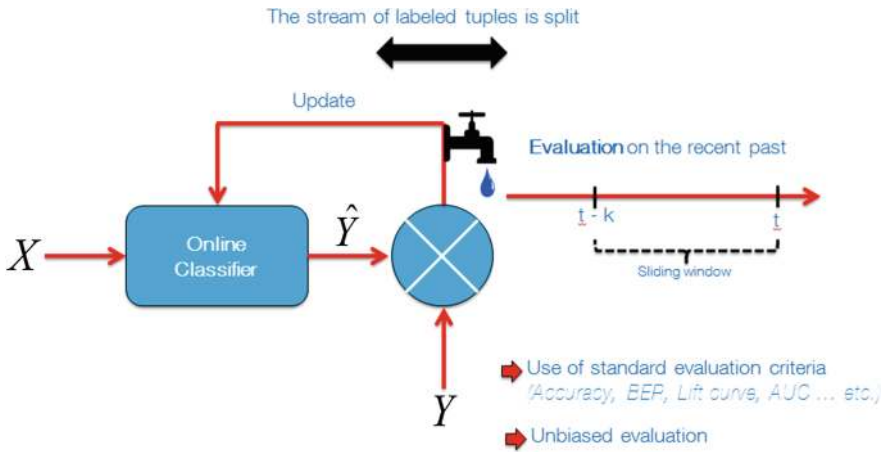 The stream of labeled tuples is split
Update
Evaluation on the recent past
t - k
t
Sliding window
Online
Classifier
X
Ŷ
Y
Use of standard evaluation criteria
(Accuracy, BER, Lift curve, AUC ... etc.)
Unbiased evaluation